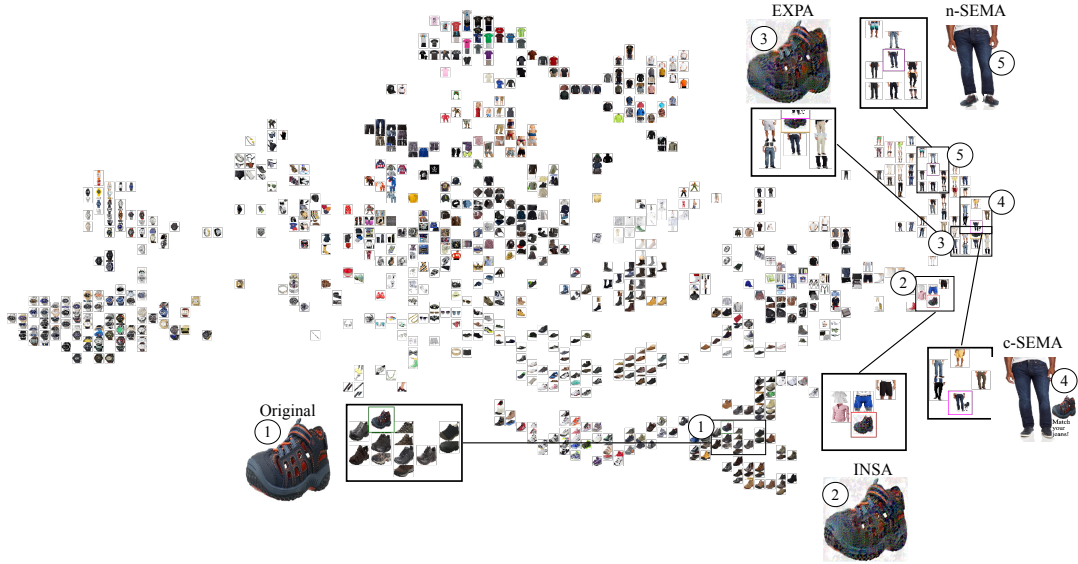 EXPA
3
n-SEMA
5
5
4
3
2
c-SEMA
4
Match
your
jeans!
Original
1
1
INSA
2